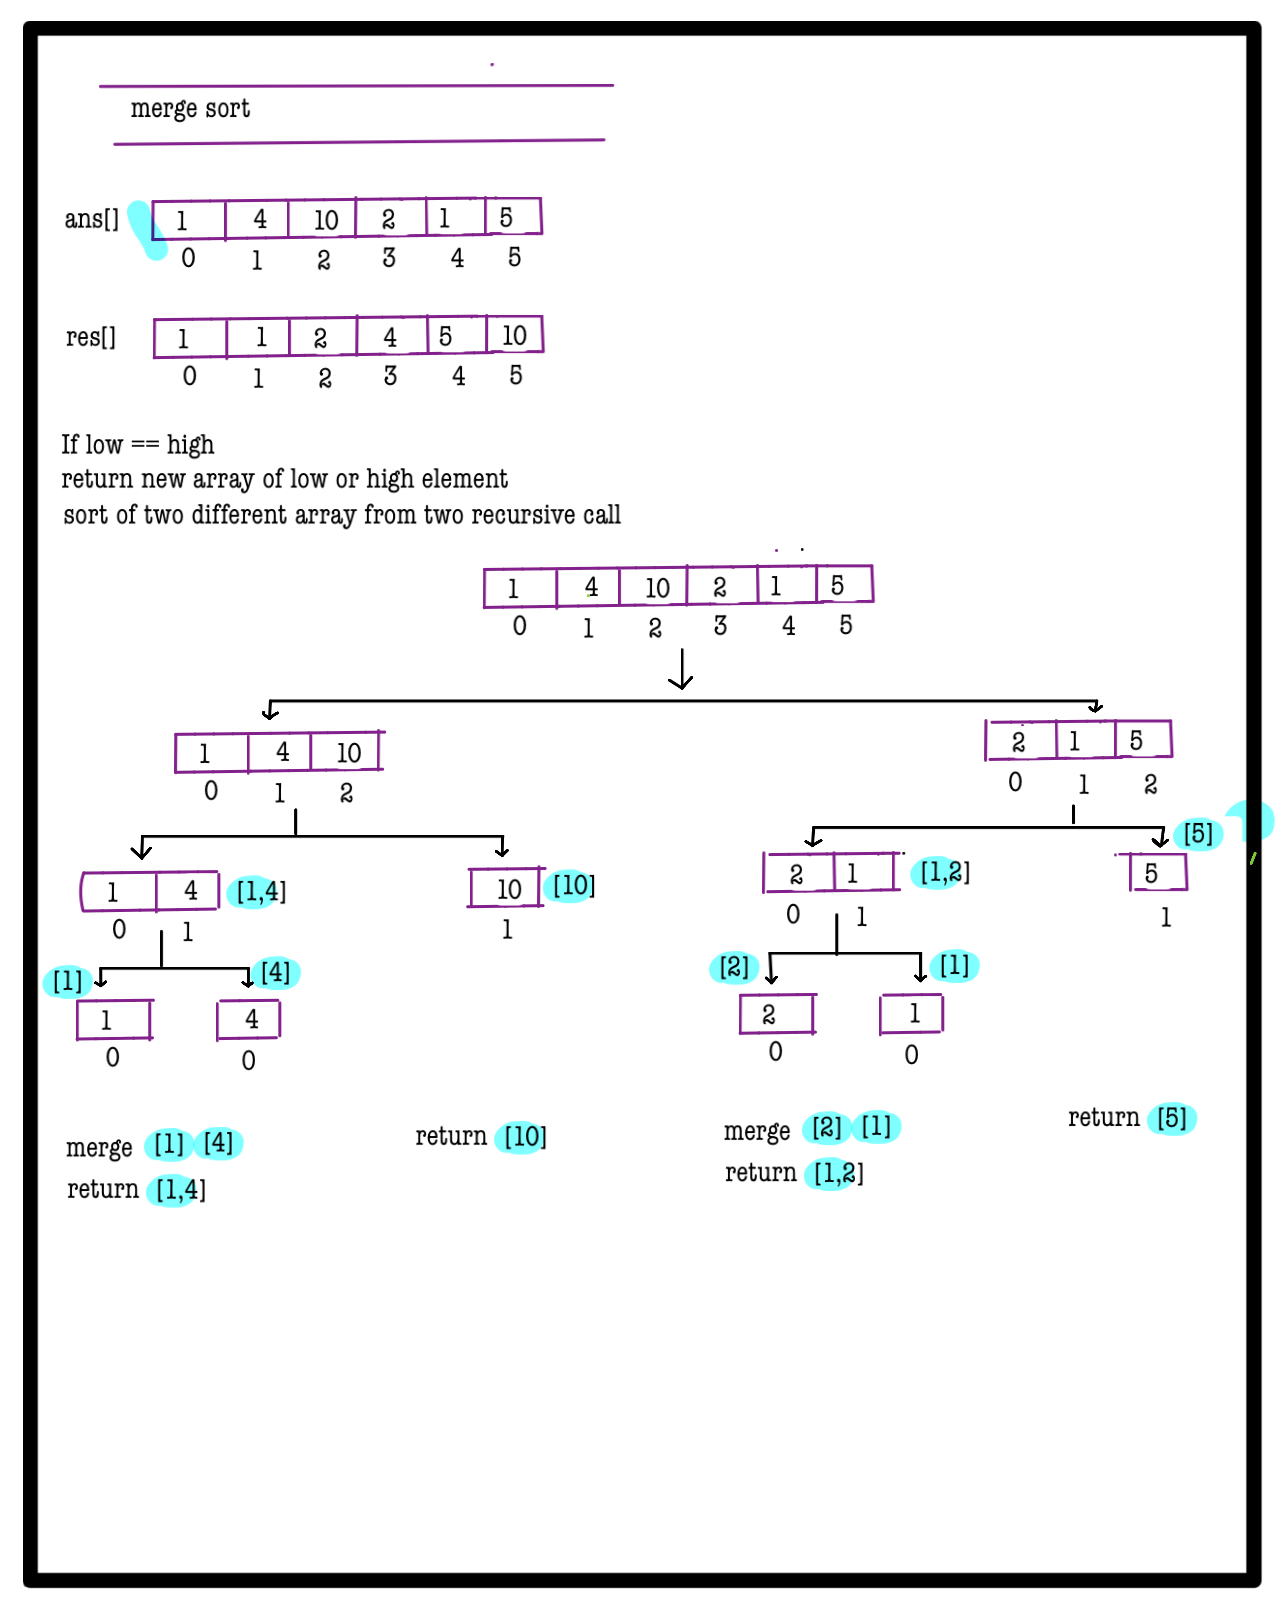 merge sort
ans[] 1 4 10 2 1 5
0 1 2 3 4 5
res[] 1 1 2 4 5 10
0 1 2 3 4 5
If low == high
return new array of low or high element
sort of two different array from two recursive call
1 4 10 2 1 5
0 1 2 3 4 5
1 4 10
0 1 2
2 1 5
0 1 2
1 4 [1,4]
0 1
10 [10]
1
2 1 [1,2]
0 1
[5]
5
1
[1] [4]
1 4
0 0
[2] [1]
2 1
0 0
merge [1] [4]
return [1,4]
return [10]
merge [2] [1]
return [1,2]
return [5]